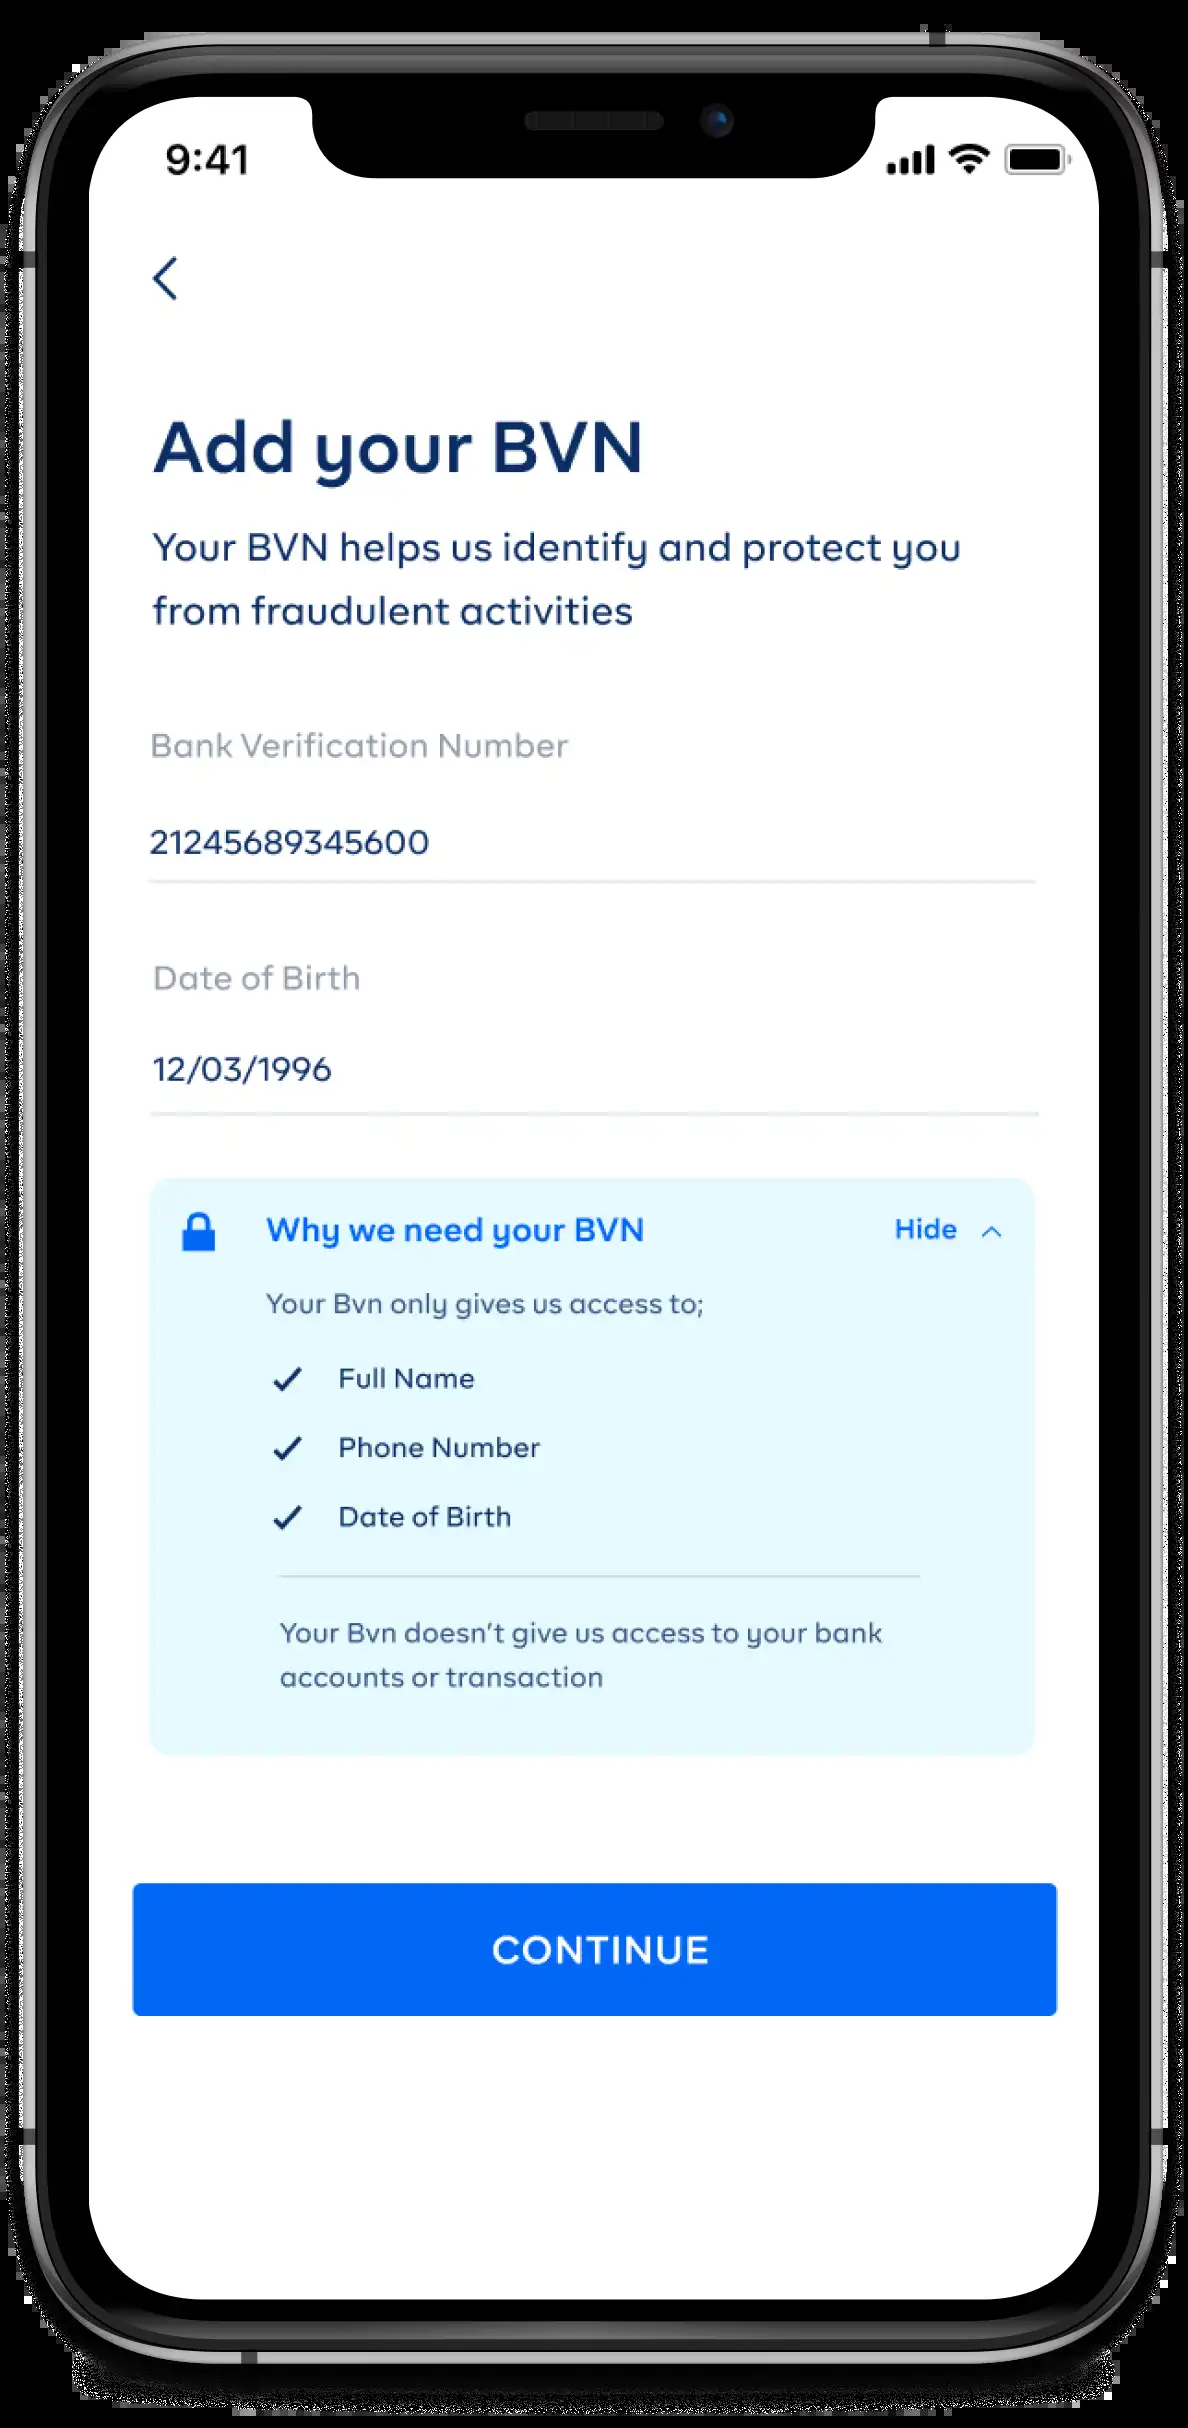 9:41
Add your BVN
Your BVN helps us identify and protect you
from fraudulent activities
Bank Verification Number
21245689345600
Date of Birth
12/03/1996
Why we need your BVN
Hide
Your Bvn only gives us access to;
Full Name
Phone Number
Date of Birth
Your Bvn doesn't give us access to your bank
accounts or transaction
CONTINUE